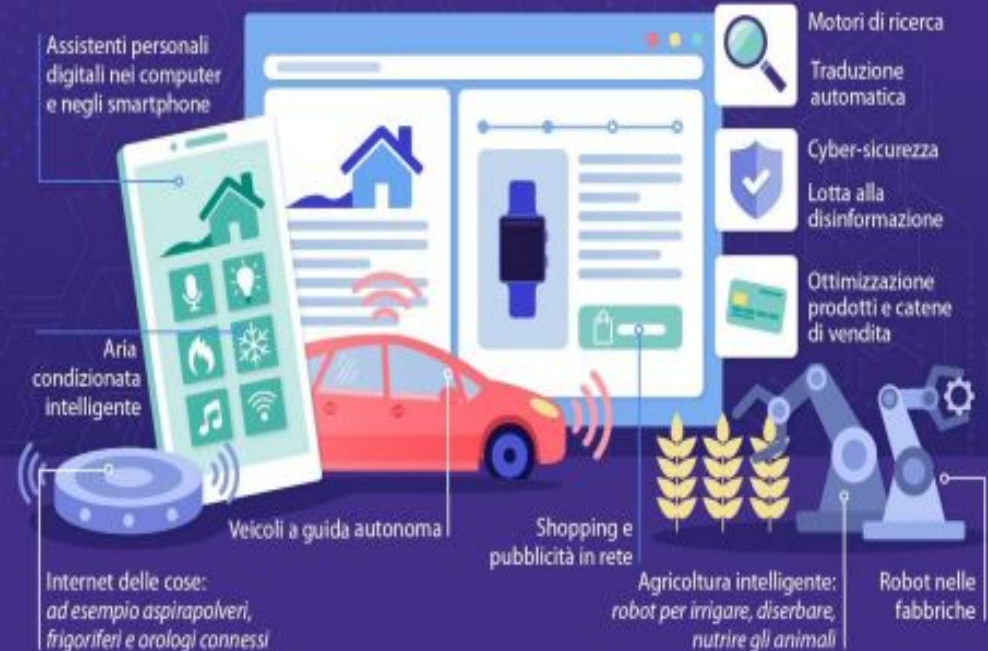 Assistenti personali
digitali nei computer
e negli smartphone
Motori di ricerca
Traduzione
automatica
Cyber-sicurezza
Lotta alla
disinformazione
Ottimizzazione
prodotti e catene
di vendita
Aria
condizionata
intelligente
Veicoli a guida autonoma
Shopping e
pubblicità in rete
Internet delle cose:
ad esempio aspirapolveri,
frigoriferi e orologi connessi
Agricoltura intelligente:
robot per irrigare, diserbare,
nutrire gli animali
Robot nelle
fabbriche